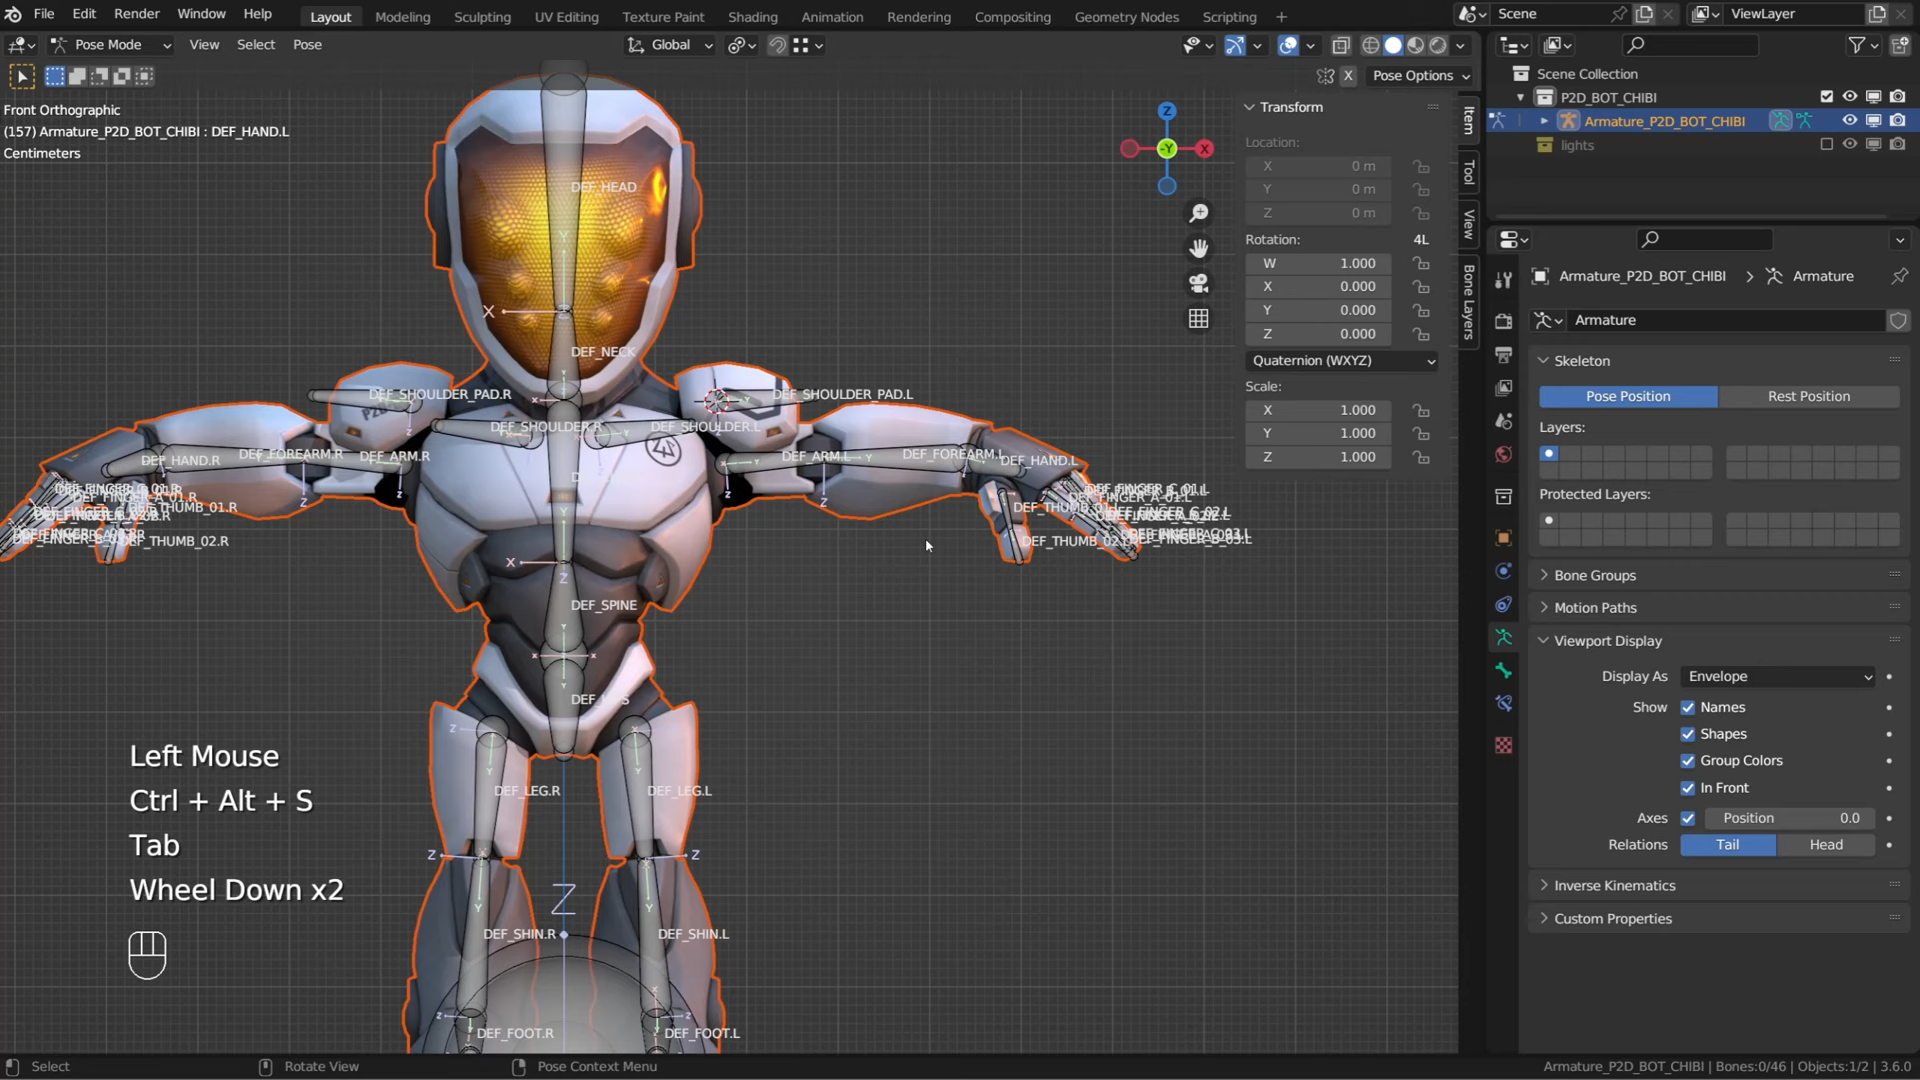 File Edit Render Window Help Layout Modeling Sculpting UV Editing Texture Paint Shading Animation Rendering Compositing Geometry Nodes Scripting + Scene ViewLayer
Pose Mode View Select Pose Global
X Pose Options
Front Orthographic
(157) Armature_P2D_BOT_CHIBI : DEF_HAND.L
Centimeters
DEF_HEAD
DEF_NECK
DEF_SHOULDER_PAD.R
DEF_SHOULDER_PAD.L
DEF_SHOULDER.R
DEF_SHOULDER.L
DEF_HAND.R
DEF_FOREARM.R
DEF_ARM.R
DEF_ARM.L
DEF_FOREARM.L
DEF_HAND.L
DEF_THUMB_02.R
DEF_SPINE
DEF_LEG.R
DEF_LEG.L
DEF_SHIN.R
DEF_SHIN.L
DEF_FOOT.R
DEF_FOOT.L
Z
-Y
X
Transform
Location:
X 0 m
Y 0 m
Z 0 m
Rotation: 4L
W 1.000
X 0.000
Y 0.000
Z 0.000
Quaternion (WXYZ)
Scale:
X 1.000
Y 1.000
Z 1.000
Item
Tool
View
Bone Layers
Scene Collection
P2D_BOT_CHIBI
Armature_P2D_BOT_CHIBI
lights
Armature_P2D_BOT_CHIBI > Armature
Armature
Skeleton
Pose Position Rest Position
Layers:
Protected Layers:
Bone Groups
Motion Paths
Viewport Display
Display As Envelope
Show Names
Shapes
Group Colors
In Front
Axes Position 0.0
Relations Tail Head
Inverse Kinematics
Custom Properties
Left Mouse
Ctrl + Alt + S
Tab
Wheel Down x2
Select Rotate View Pose Context Menu Armature_P2D_BOT_CHIBI | Bones:0/46 | Objects:1/2 | 3.6.0